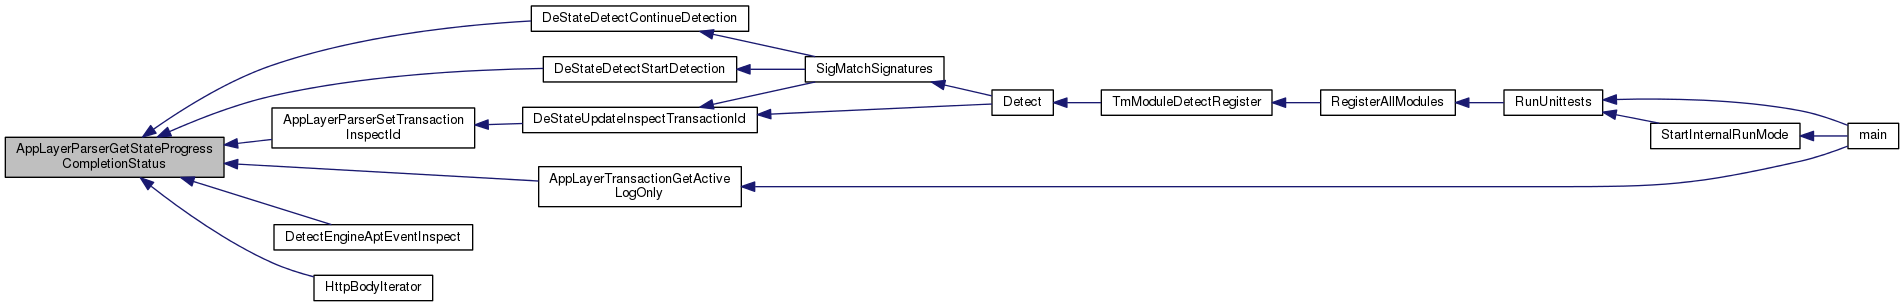 DeStateDetectContinueDetection
DeStateDetectStartDetection
SigMatchSignatures
AppLayerParserSetTransaction
InspectId
DeStateUpdateInspectTransactionId
Detect
TmModuleDetectRegister
RegisterAllModules
RunUnittests
StartInternalRunMode
main
AppLayerParserGetStateProgress
CompletionStatus
AppLayerTransactionGetActive
LogOnly
DetectEngineAptEventInspect
HttpBodyIterator